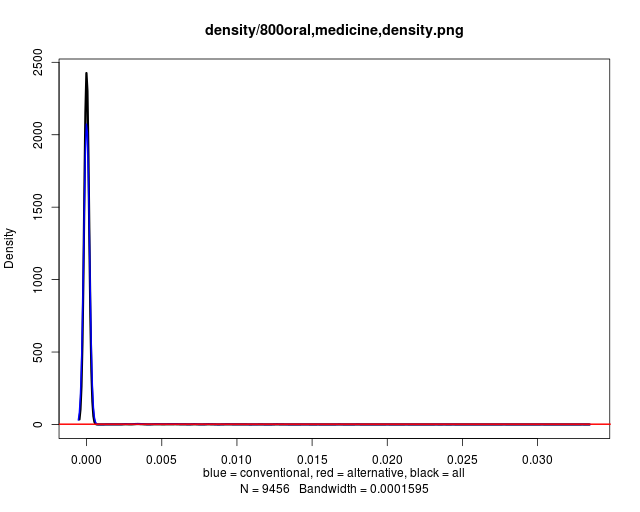 density/800oral,medicine,density.png
Density
2500
2000
1500
1000
500
0
0.000 0.005 0.010 0.015 0.020 0.025 0.030
blue = conventional, red = alternative, black = all
N = 9456 Bandwidth = 0.0001595